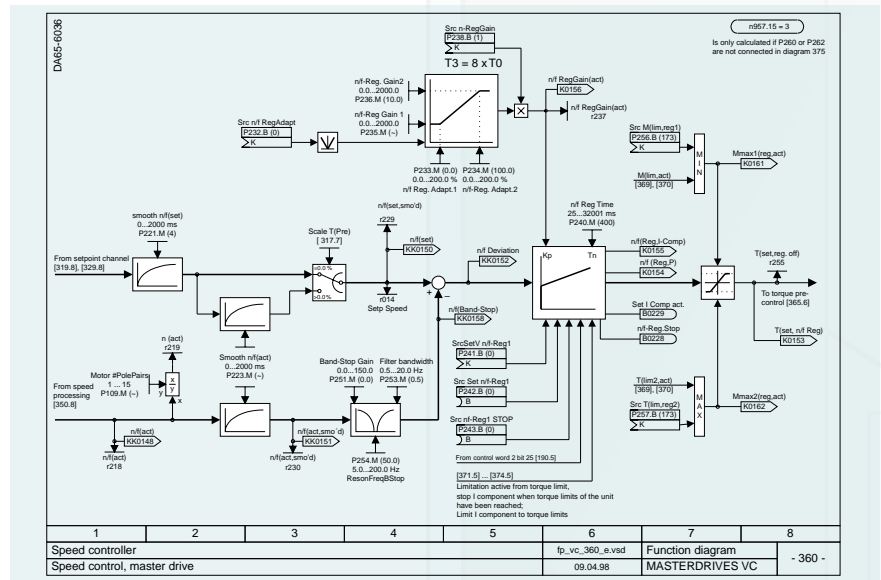 DA65-6036
n957.15 = 3
Is only calculated if P260 or P262
are not connected in diagram 375
Src n-RegGain
P238.B (1)
K
T3 = 8 xT0
n/f-Reg. Gain2
0.0...2000.0
P236.M (10.0)
n/f-Reg Gain 1
0.0...2000.0
P235.M (~)
n/f RegGain(act)
K0156
n/f RegGain(act)
r237
Src n/f RegAdapt
P232.B (0)
K
P233.M (0.0)
0.0...200.0 %
n/f Reg. Adapt.1
P234.M (100.0)
0.0...200.0 %
n/f-Reg. Adapt.2
Src M(lim,reg1)
P256.B (173)
K
M(lim,act)
[369], [370]
M
I
N
Mmax1(reg,act)
K0161
smooth n/f(set)
0...2000 ms
P221.M (4)
From setpoint channel
[319.8], [329.8]
Scale T(Pre)
[ 317.7]
=0.0 %
>0.0 %
n/f(set,smo'd)
r229
n/f(set)
KK0150
r014
Setp Speed
+
–
n/f Deviation
KK0152
n/f(Band-Stop)
KK0158
n/f Reg Time
25...32001 ms
P240.M (400)
Kp
Tn
n/f(Reg,I-Comp)
K0155
n/f (Reg,P)
K0154
Set I Comp act.
B0229
n/f-Reg.Stop
B0228
T(set,reg. off)
r255
To torque pre-
control [365.6]
T(set, n/f Reg)
K0153
n (act)
r219
Motor #PolePairs
1 ... 15
P109.M (~)
x
y
y
x
From speed
processing
[350.8]
n/f(act)
KK0148
n/f(act)
r218
Smooth n/f(act)
0...2000 ms
P223.M (~)
n/f(act,smo´d)
KK0151
n/f(act,smo'd)
r230
Band-Stop Gain
0.0...150.0
P251.M (0.0)
Filter bandwidth
0.5...20.0 Hz
P253.M (0.5)
P254.M (50.0)
5.0...200.0 Hz
ResonFreqBStop
SrcSetV n/f-Reg1
P241.B (0)
K
Src Set n/f-Reg1
P242.B (0)
B
Src nf-Reg1 STOP
P243.B (0)
B
From control word 2 bit 25 [190.5]
[371.5] ... [374.5]
Limitation active from torque limit,
stop I component when torque limits of the unit
have been reached;
Limit I component to torque limits
T(lim2,act)
[369], [370]
Src T(lim,reg2)
P257.B (173)
K
M
A
X
Mmax2(reg,act)
K0162
1 2 3 4 5 6 7 8
Speed controller
fp_vc_360_e.vsd
Function diagram
- 360 -
Speed control, master drive
09.04.98
MASTERDRIVES VC